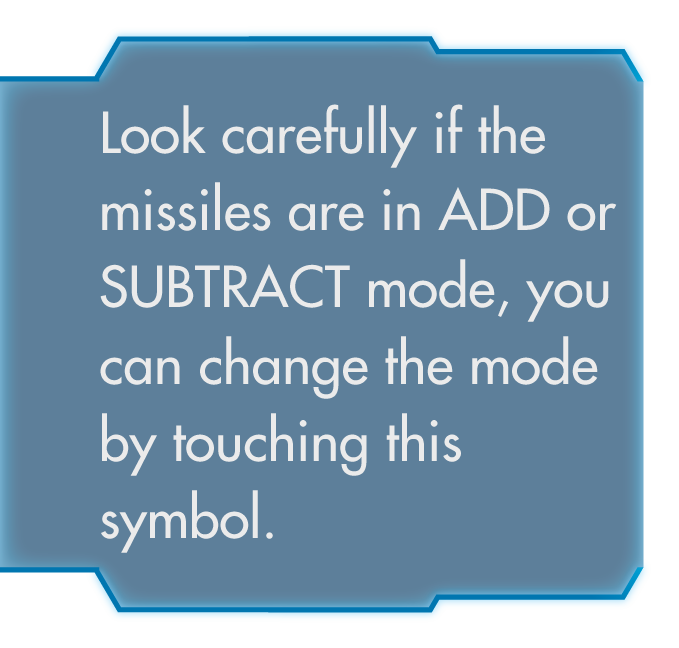 Look carefully if the
missiles are in ADD or
SUBTRACT mode, you
can change the mode
by touching this
symbol.